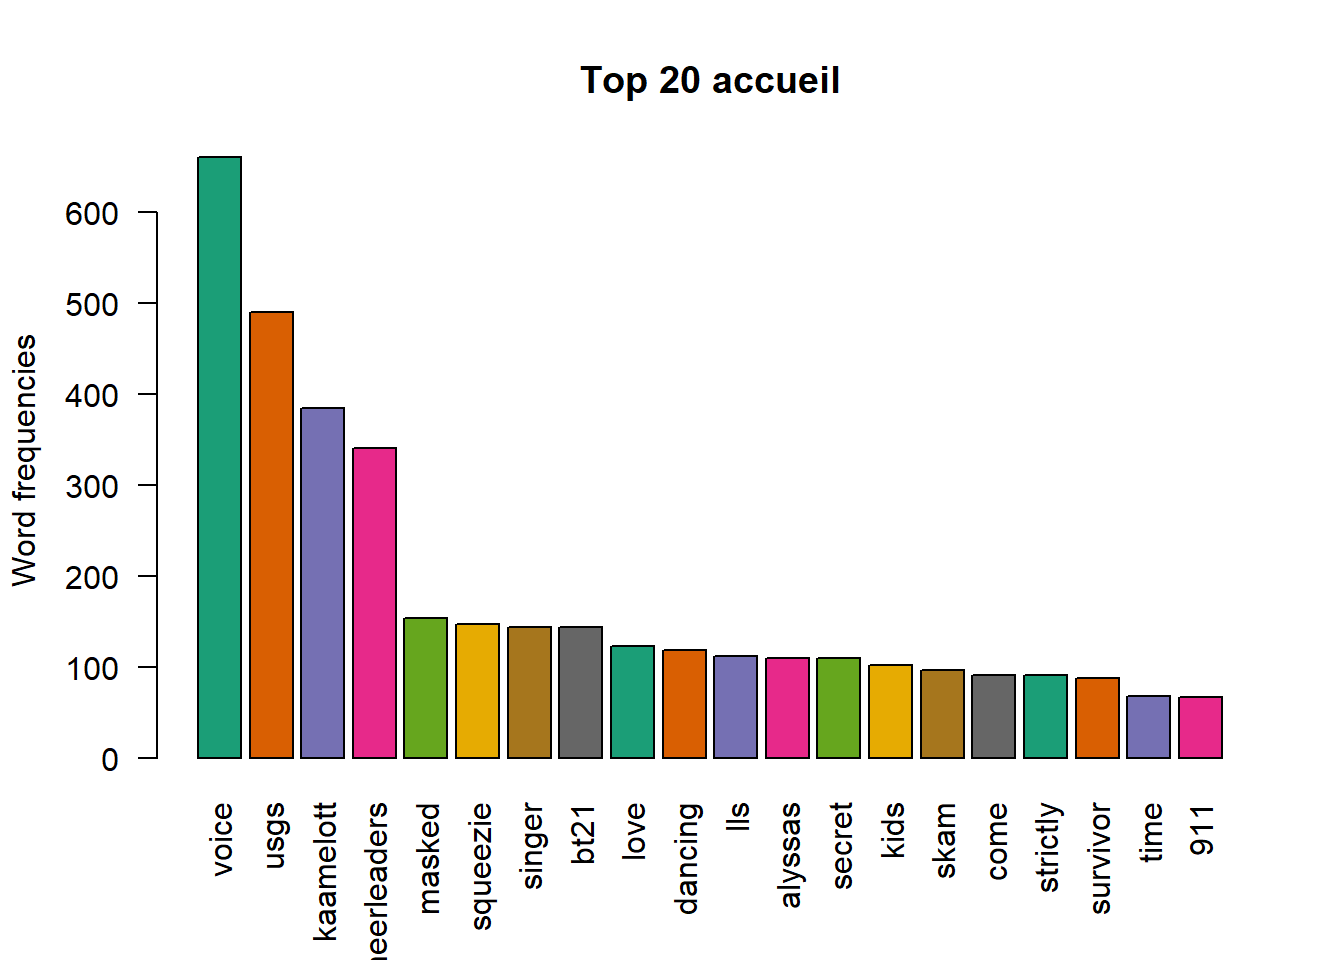 Top 20 accueil
Word frequencies
600
500
400
300
200
100
0
voice
usgs
kaamelott
heerleaders
masked
squeezie
singer
bt21
love
dancing
lls
alyssas
secret
kids
skam
come
strictly
survivor
time
911